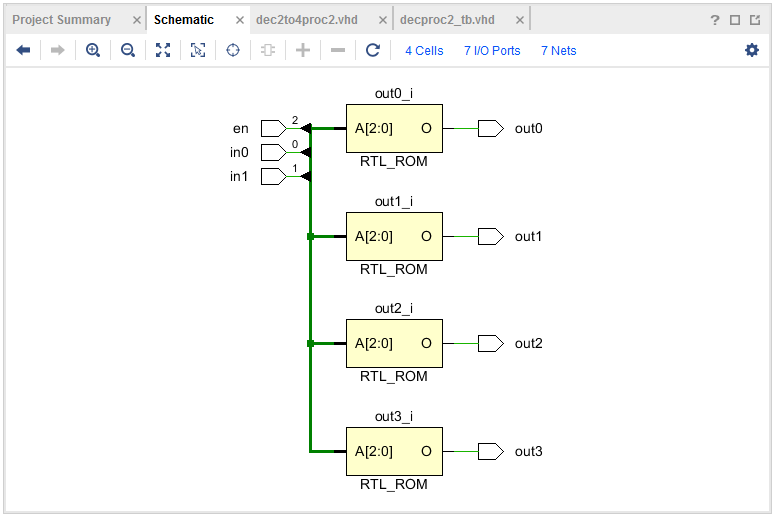 Project Summary Schematic dec2to4proc2.vhd decproc2_tb.vhd ?
4 Cells 7 I/O Ports 7 Nets
out0_i
en 2 A[2:0] O out0
in0 0
RTL_ROM
in1 1
out1_i
A[2:0] O out1
RTL_ROM
out2_i
A[2:0] O out2
RTL_ROM
out3_i
A[2:0] O out3
RTL_ROM